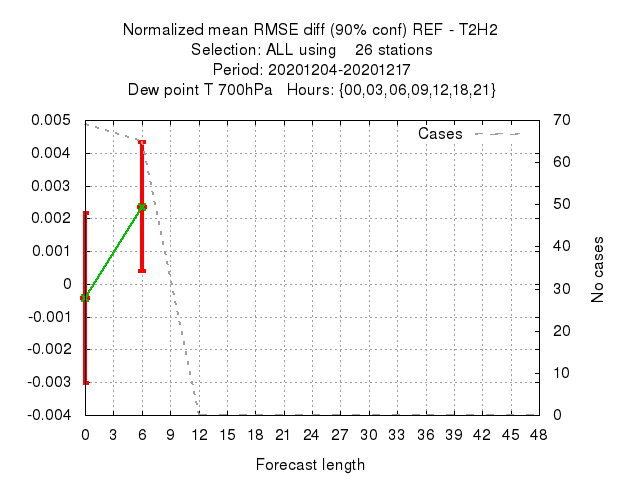 Normalized mean RMSE diff (90% conf) REF - T2H2
Selection: ALL using    26 stations
Period: 20201204-20201217
Dew point T 700hPa   Hours: {00,03,06,09,12,18,21}
Cases
0.005
0.004
0.003
0.002
0.001
0
-0.001
-0.002
-0.003
-0.004
70
60
50
40
30
20
10
0
No cases
0 3 6 9 12 15 18 21 24 27 30 33 36 39 42 45 48
Forecast length